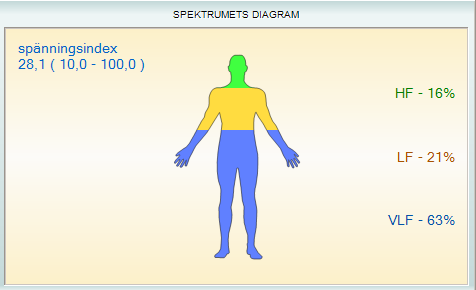 SPEKTRUMETS DIAGRAM
spänningsindex
28,1 ( 10,0 - 100,0 )
HF - 16%
LF - 21%
VLF - 63%